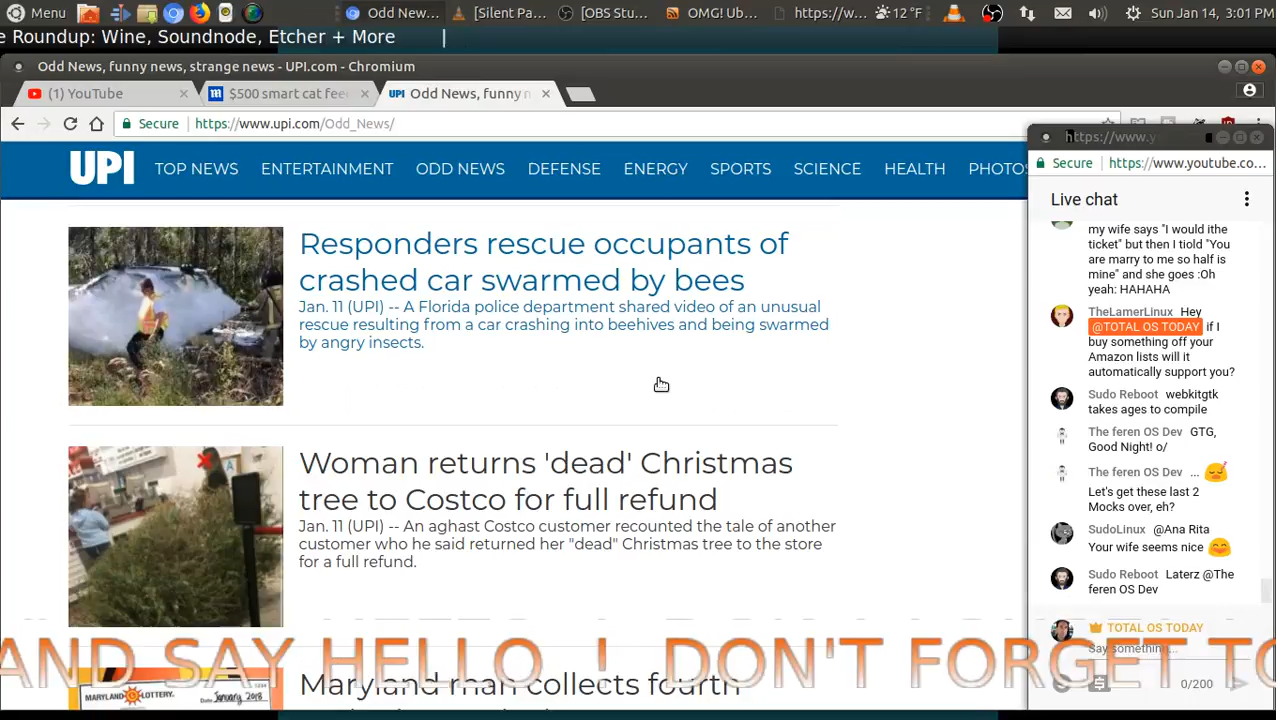 Menu
Odd New...
[Silent Pa...
[OBS Stu...
OMG! Ub...
https://w...
12 °F
Sun Jan 14, 3:01 PM
e Roundup: Wine, Soundnode, Etcher + More |
Odd News, funny news, strange news - UPI.com - Chromium
(1) YouTube
$500 smart cat feed
UPI Odd News, funny n
Secure https://www.upi.com/Odd_News/
UPI TOP NEWS ENTERTAINMENT ODD NEWS DEFENSE ENERGY SPORTS SCIENCE HEALTH PHOTOS
Responders rescue occupants of
crashed car swarmed by bees
Jan. 11 (UPI) -- A Florida police department shared video of an unusual
rescue resulting from a car crashing into beehives and being swarmed
by angry insects.
Woman returns 'dead' Christmas
tree to Costco for full refund
Jan. 11 (UPI) -- An aghast Costco customer recounted the tale of another
customer who he said returned her "dead" Christmas tree to the store
for a full refund.
MARYLAND LOTTERY.
January 2018
Maryland man collects fourth
https://www.y
Secure https://www.youtube.co...
Live chat
my wife says "I would ithe
ticket" but then I tiold "You
are marry to me so half is
mine" and she goes :Oh
yeah: HAHAHA
TheLamerLinux Hey
@TOTAL OS TODAY if I
buy something off your
Amazon lists will it
automatically support you?
Sudo Reboot webkitgtk
takes ages to compile
The feren OS Dev GTG,
Good Night! o/
The feren OS Dev ...
Let's get these last 2
Mocks over, eh?
SudoLinux @Ana Rita
Your wife seems nice
Sudo Reboot Laterz @The
feren OS Dev
TOTAL OS TODAY
Say something...
0/200
AND SAY HELLO ! DON'T FORGET TO